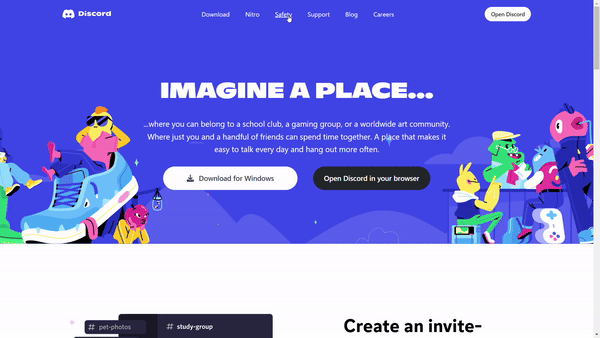 Discord
Download Nitro Safety Support Blog Careers
Open Discord
IMAGINE A PLACE...
...where you can belong to a school club, a gaming group, or a worldwide art community.
Where just you and a handful of friends can spend time together. A place that makes it
easy to talk every day and hang out more often.
Download for Windows
Open Discord in your browser
# pet-photos
# study-group
Create an invite-